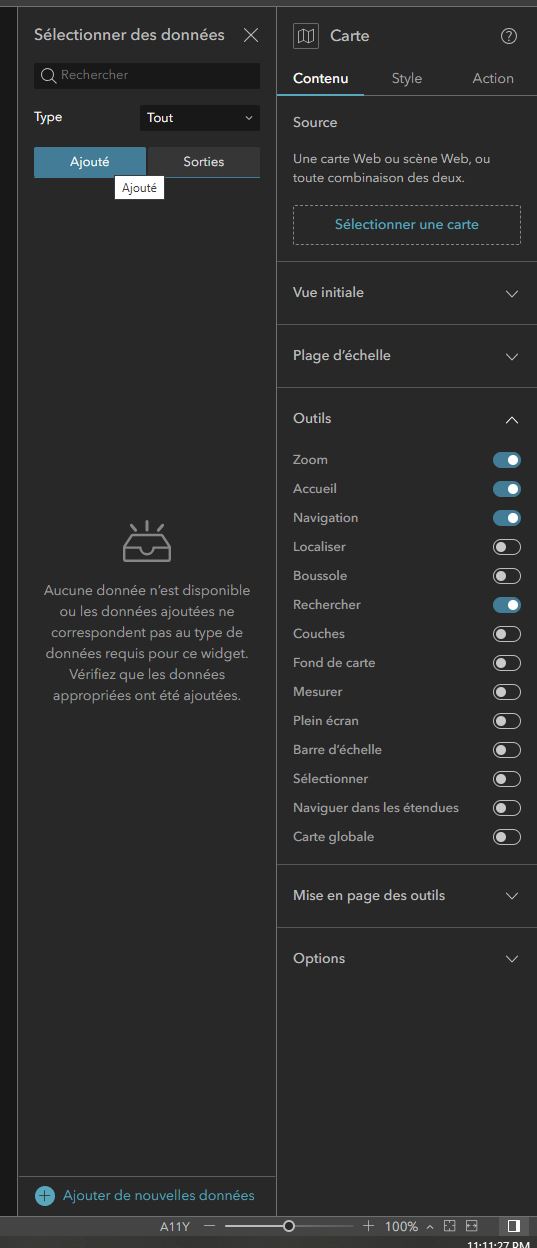 Sélectionner des données
Rechercher
Type
Tout
Ajouté
Sorties
Ajouté
Aucune donnée n’est disponible
ou les données ajoutées ne
correspondent pas au type de
données requis pour ce widget.
Vérifiez que les données
appropriées ont été ajoutées.
Ajouter de nouvelles données
Carte
Contenu
Style
Action
Source
Une carte Web ou scène Web, ou
toute combinaison des deux.
Sélectionner une carte
Vue initiale
Plage d’échelle
Outils
Zoom
Accueil
Navigation
Localiser
Boussole
Rechercher
Couches
Fond de carte
Mesurer
Plein écran
Barre d’échelle
Sélectionner
Naviguer dans les étendues
Carte globale
Mise en page des outils
Options
A11Y
100%
11:11:27 PM